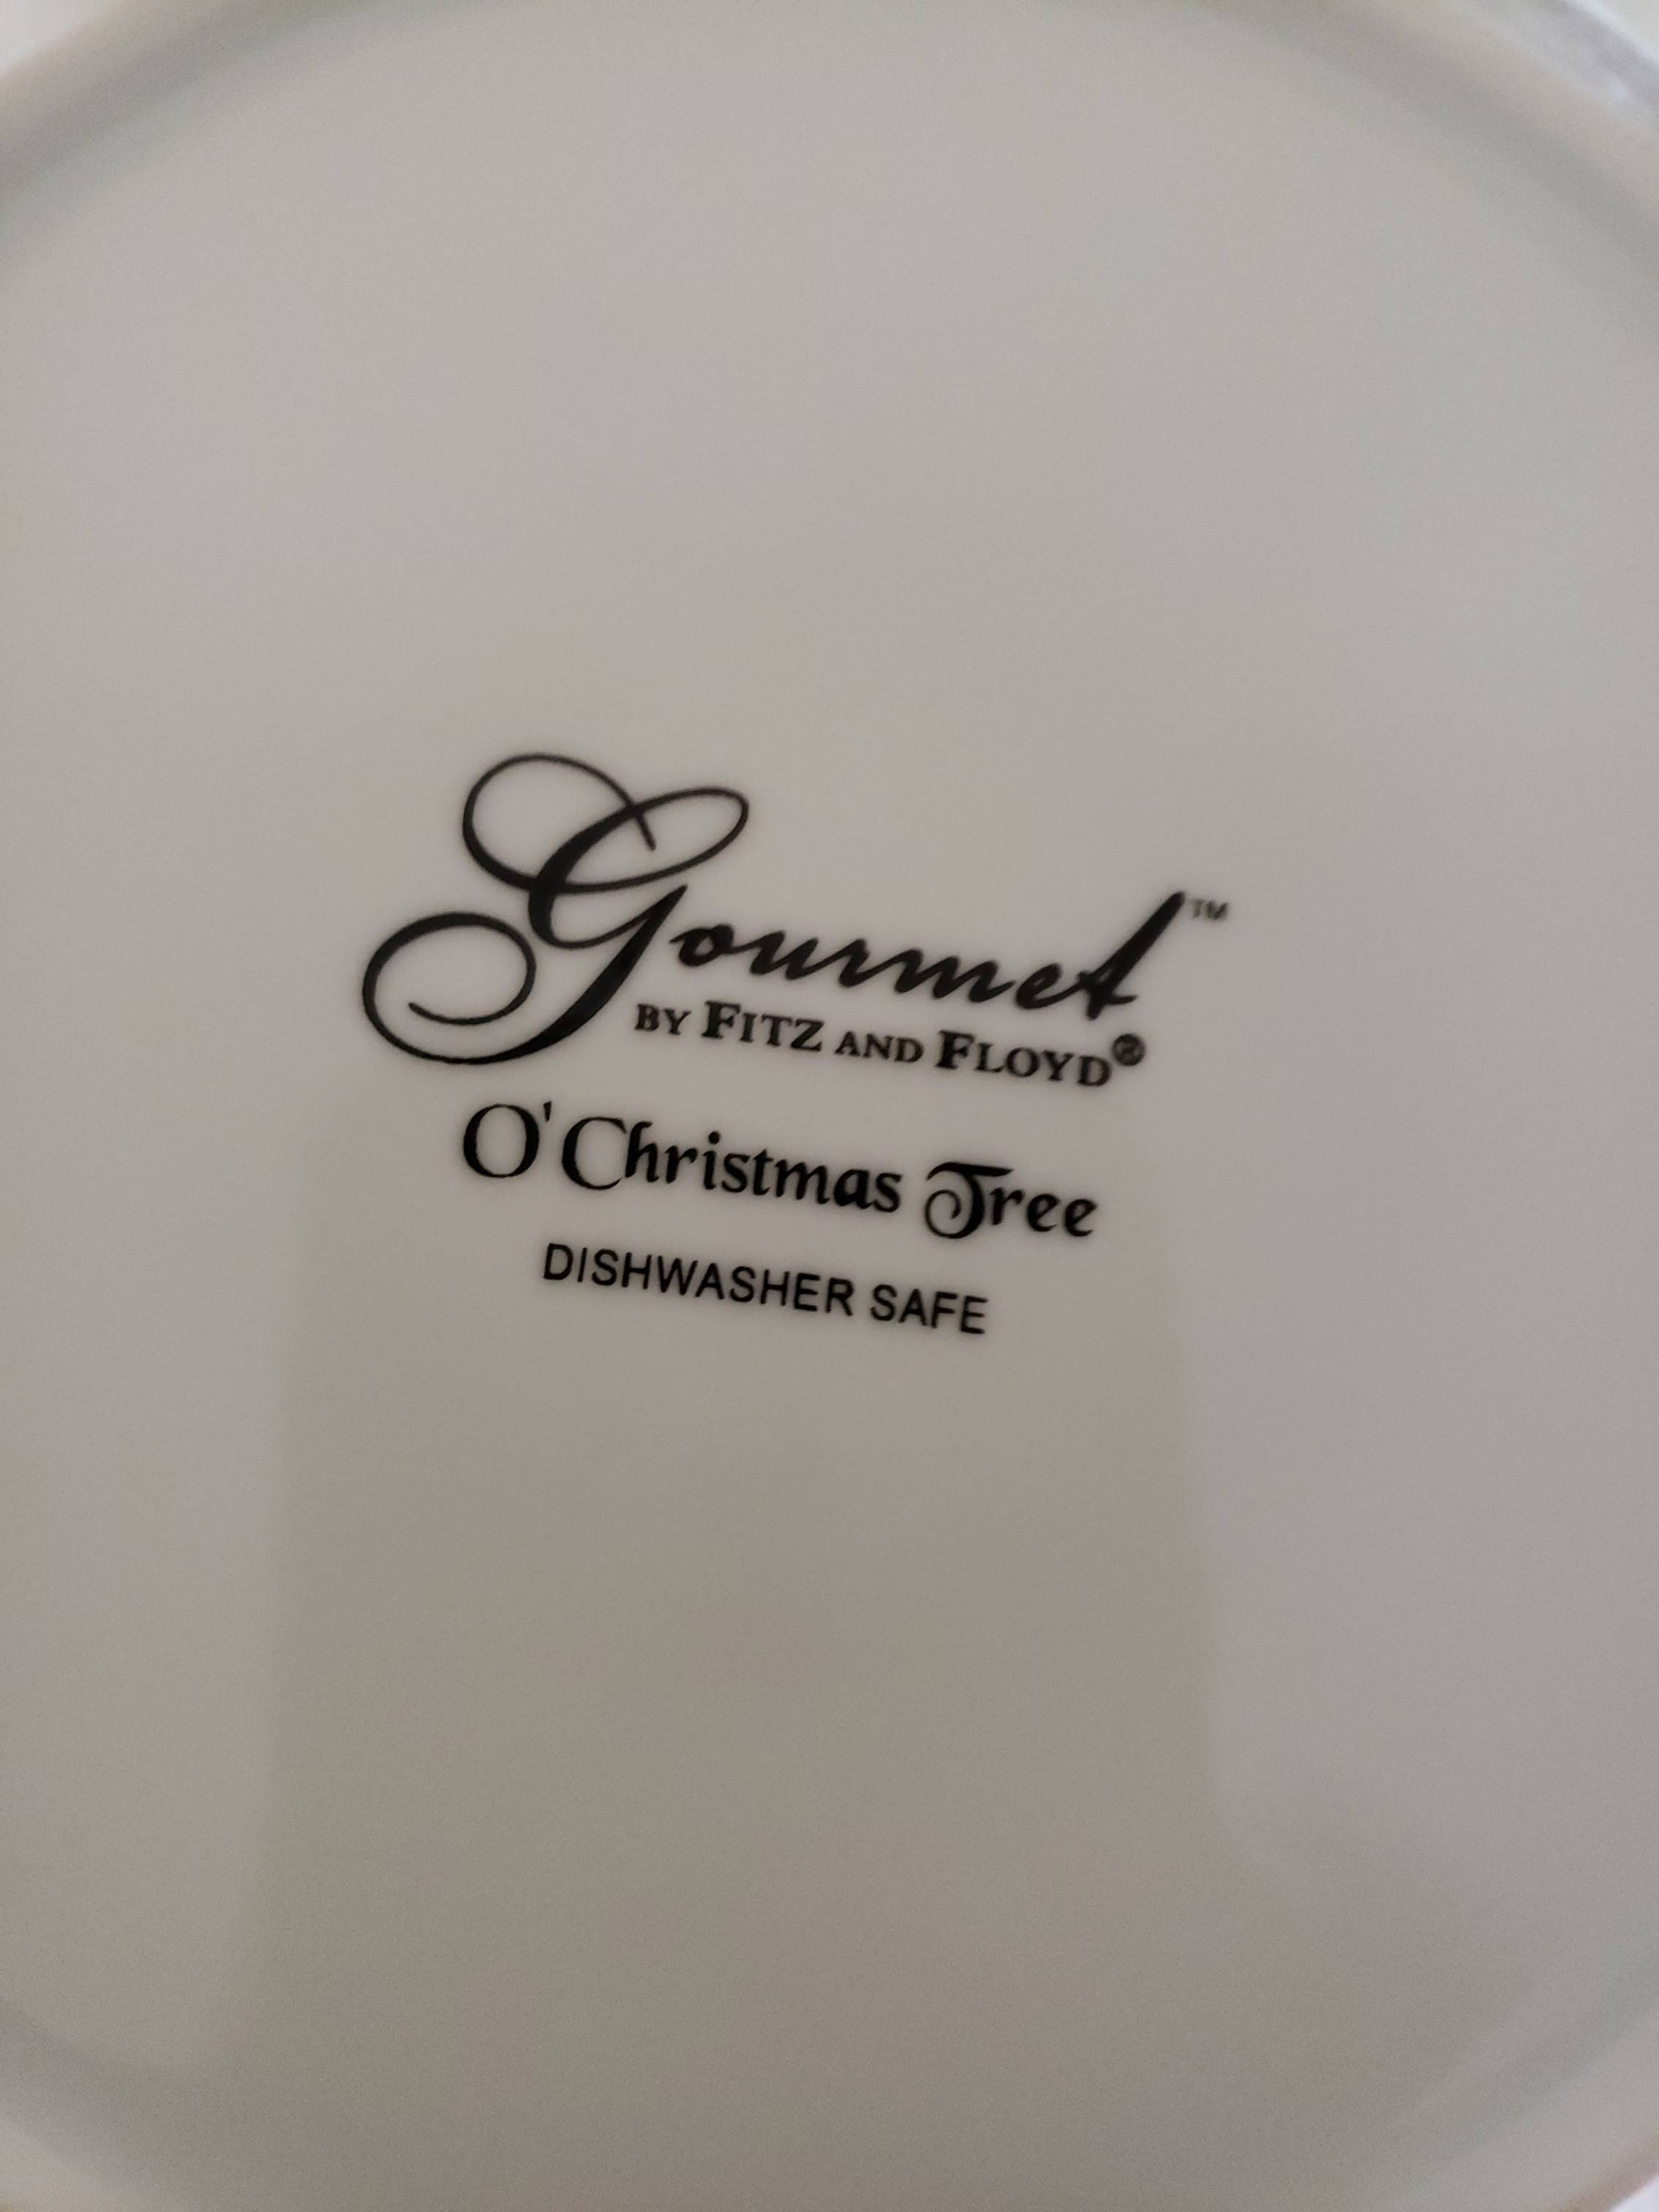 Gourmet™
BY FITZ AND FLOYD®
O' Christmas Tree
DISHWASHER SAFE